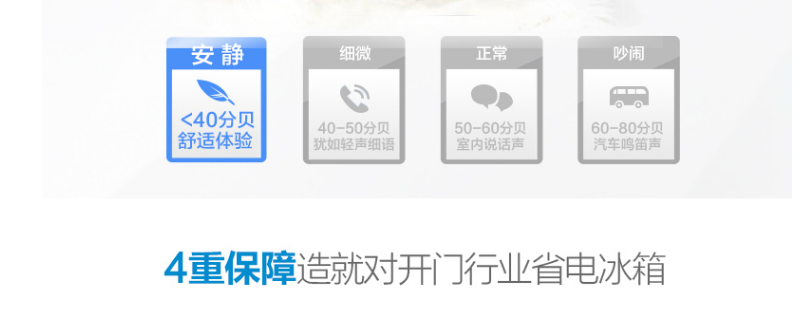 安静
<40分贝
舒适体验
细微
40-50分贝
犹如轻声细语
正常
50-60分贝
室内说话声
吵闹
60-80分贝
汽车鸣笛声
4重保障造就对开门行业省电冰箱